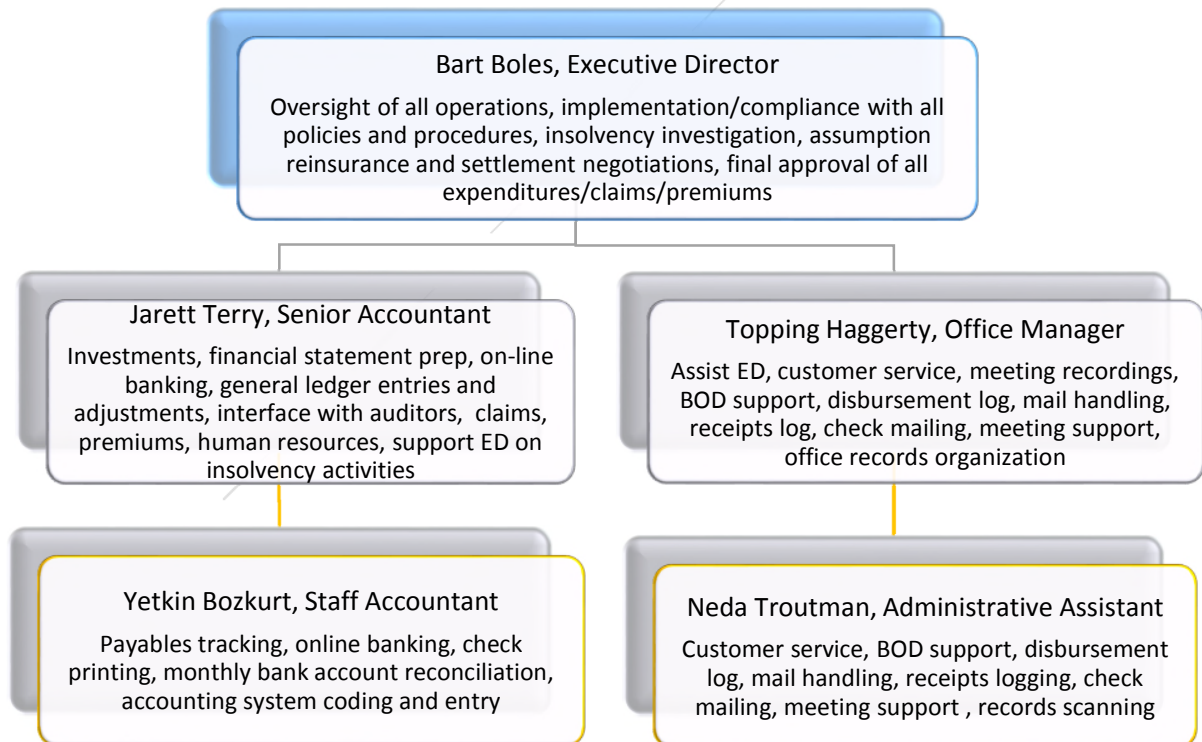 Bart Boles, Executive Director
Oversight of all operations, implementation/compliance with all
policies and procedures, insolvency investigation, assumption
reinsurance and settlement negotiations, final approval of all
expenditures/claims/premiums
Jarett Terry, Senior Accountant
Investments, financial statement prep, on-line
banking, general ledger entries and
adjustments, interface with auditors, claims,
premiums, human resources, support ED on
insolvency activities
Topping Haggerty, Office Manager
Assist ED, customer service, meeting recordings,
BOD support, disbursement log, mail handling,
receipts log, check mailing, meeting support,
office records organization
Yetkin Bozkurt, Staff Accountant
Payables tracking, online banking, check
printing, monthly bank account reconciliation,
accounting system coding and entry
Neda Troutman, Administrative Assistant
Customer service, BOD support, disbursement
log, mail handling, receipts logging, check
mailing, meeting support , records scanning